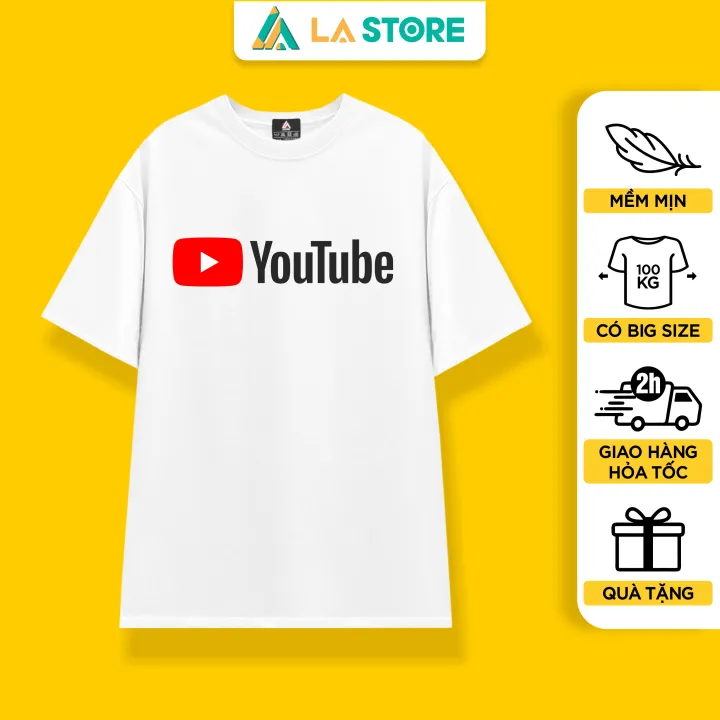 LA STORE
YouTube
MỀM MỊN
100
KG
CÓ BIG SIZE
2h
GIAO HÀNG
HỎA TỐC
QUÀ TẶNG